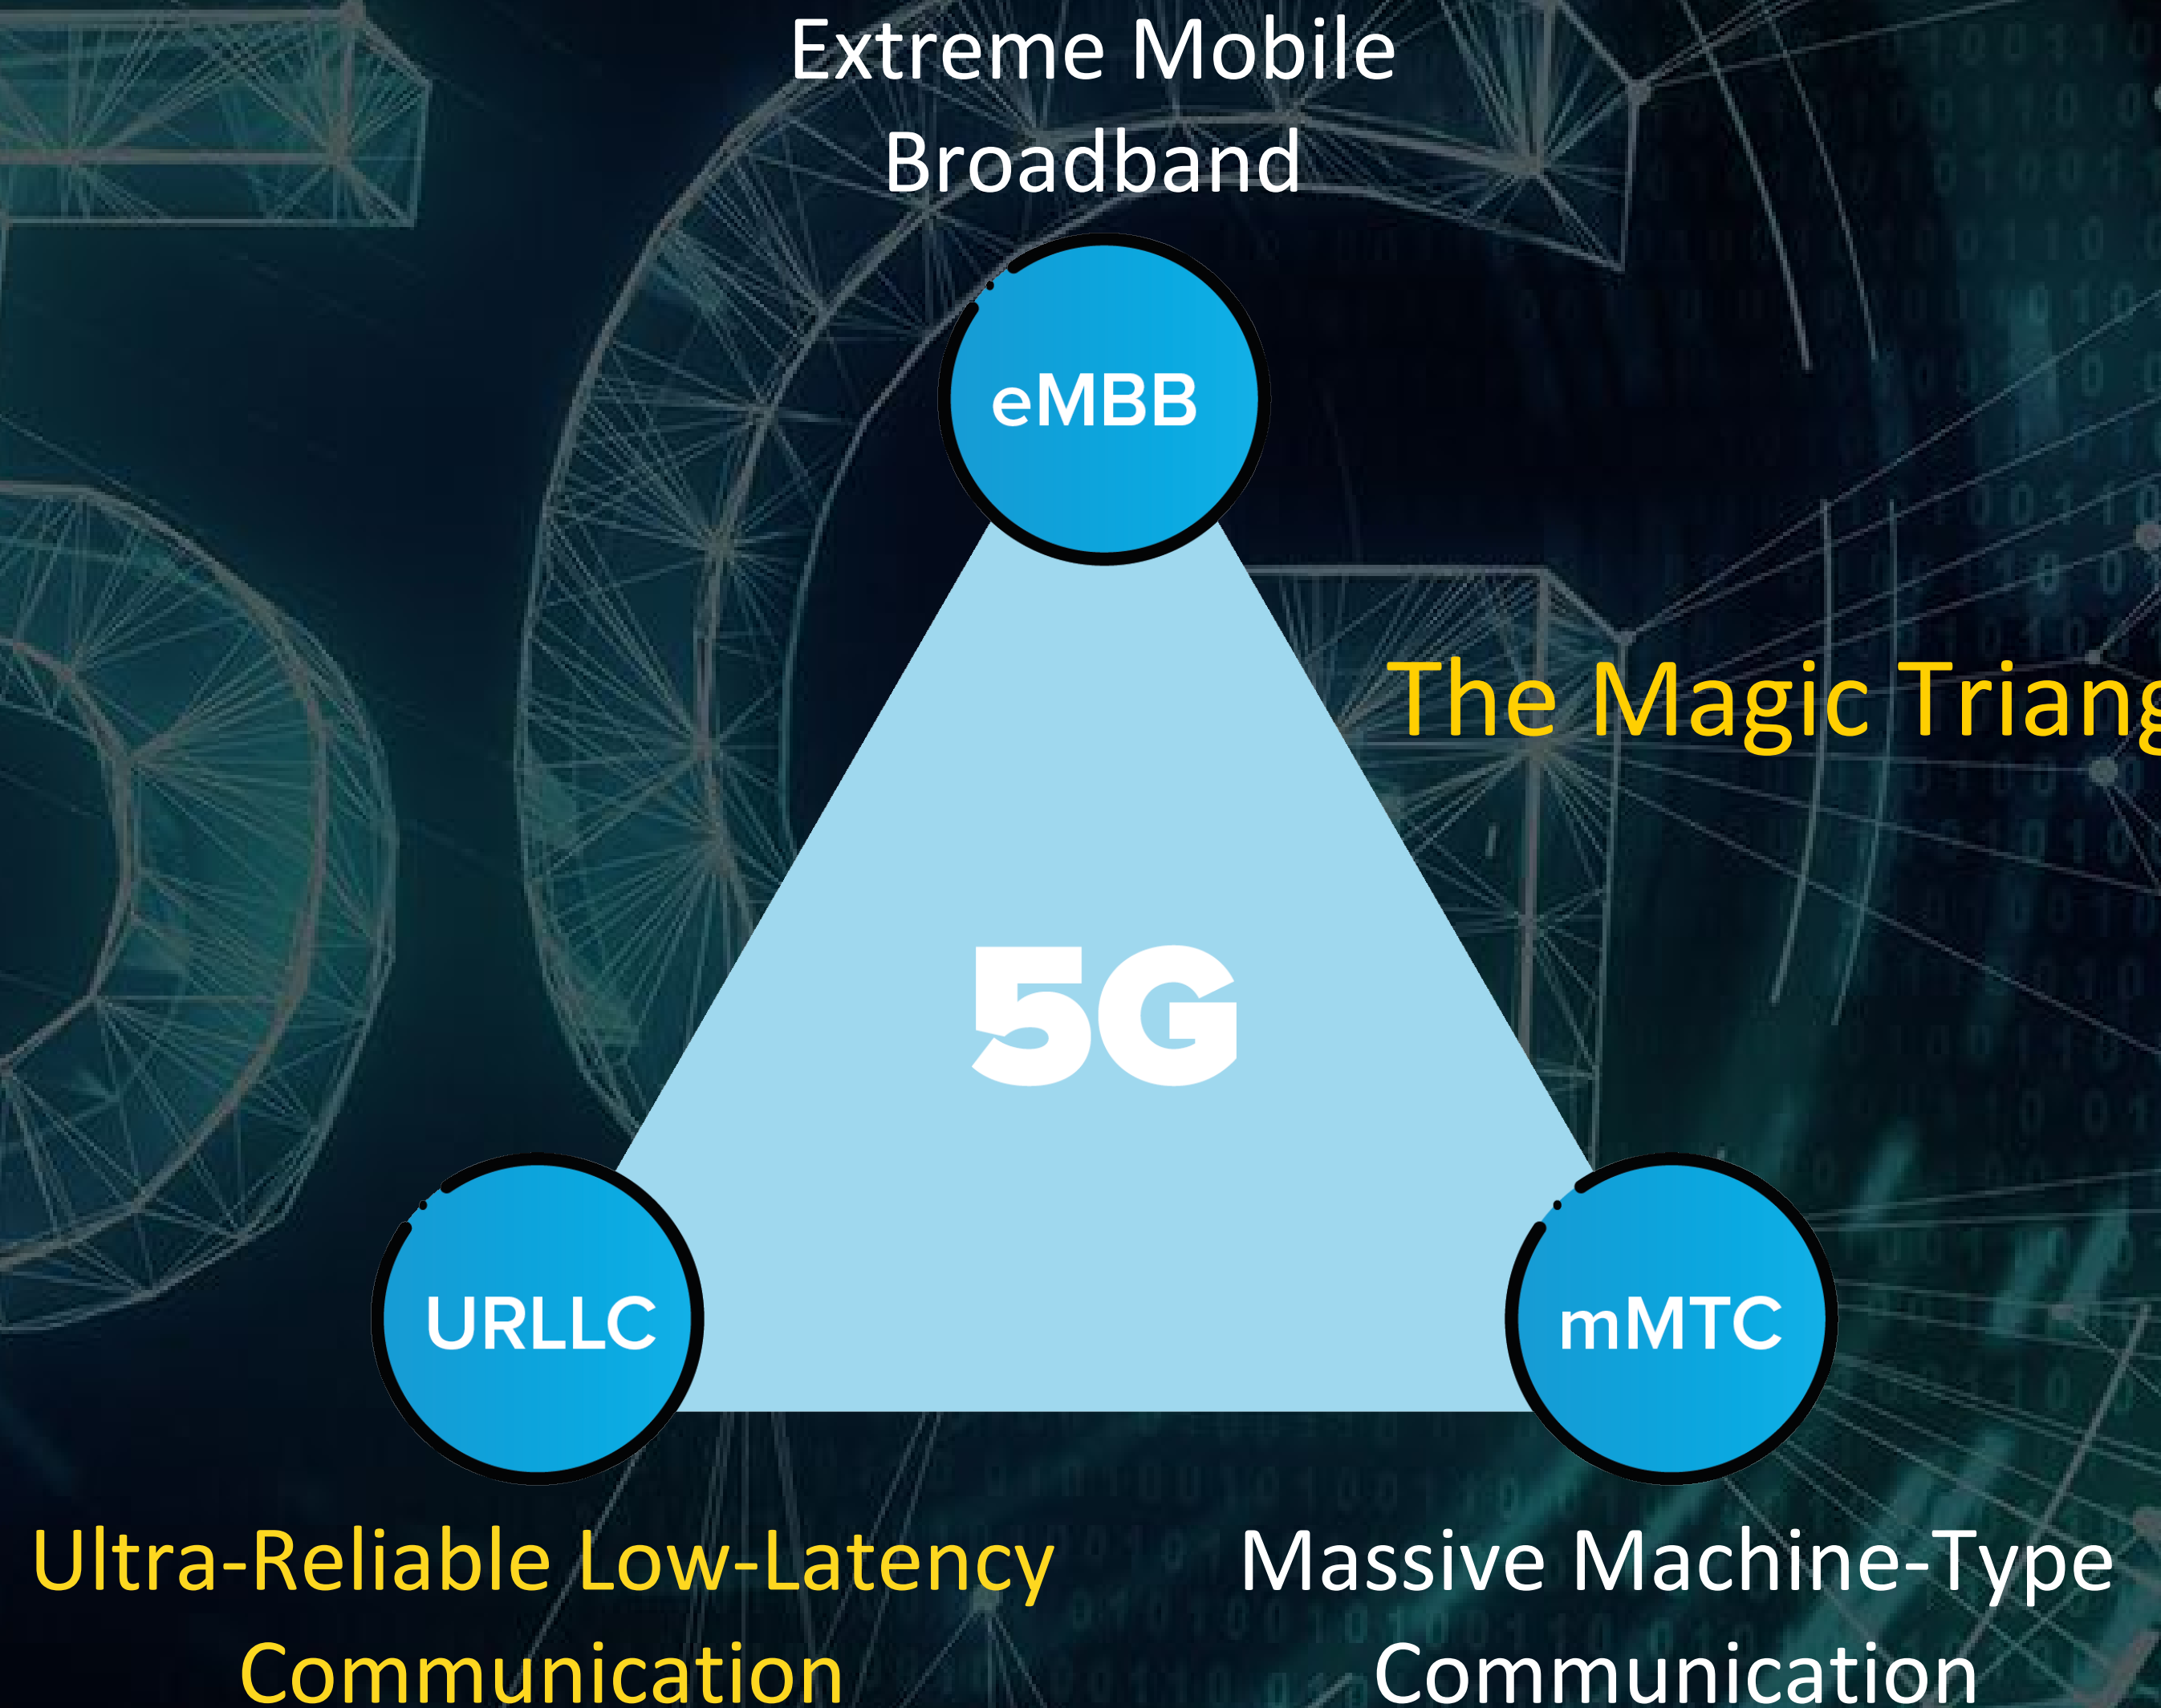 Extreme Mobile
Broadband
eMBB
The Magic Triang
5G
URLLC
mMTC
Ultra-Reliable Low-Latency
Communication
Massive Machine-Type
Communication